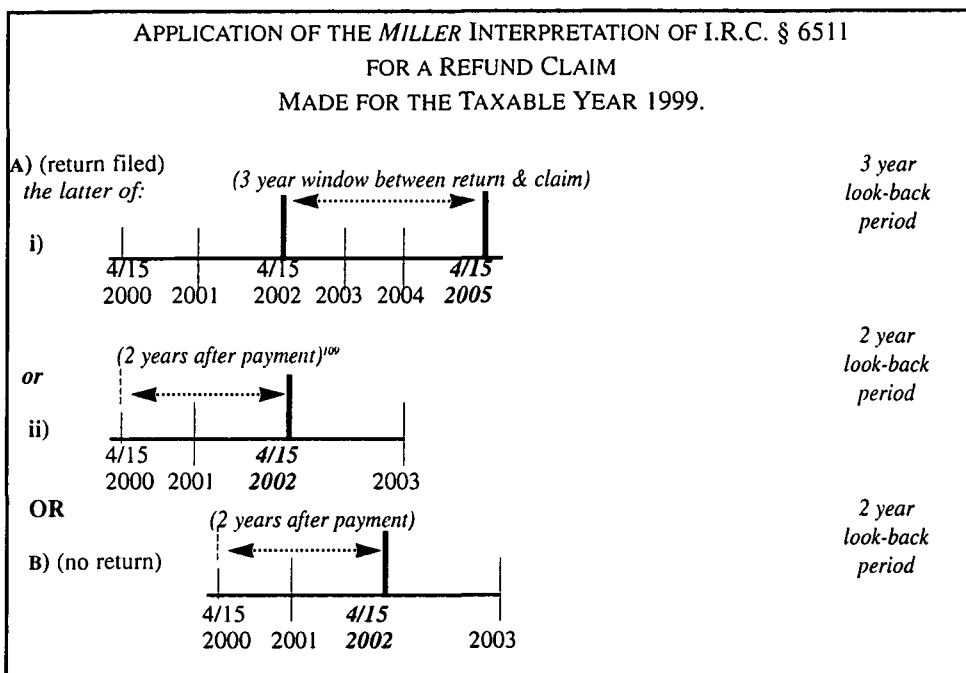 APPLICATION OF THE MILLER INTERPRETATION OF I.R.C. § 6511
FOR A REFUND CLAIM
MADE FOR THE TAXABLE YEAR 1999.
A) (return filed)
the latter of:
(3 year window between return & claim)
3 year
look-back
period
i)
4/15 4/15 4/15
2000 2001 2002 2003 2004 2005
(2 years after payment)109
2 year
look-back
period
or
ii)
4/15 4/15
2000 2001 2002 2003
OR
(2 years after payment)
2 year
look-back
period
B) (no return)
4/15 4/15
2000 2001 2002 2003